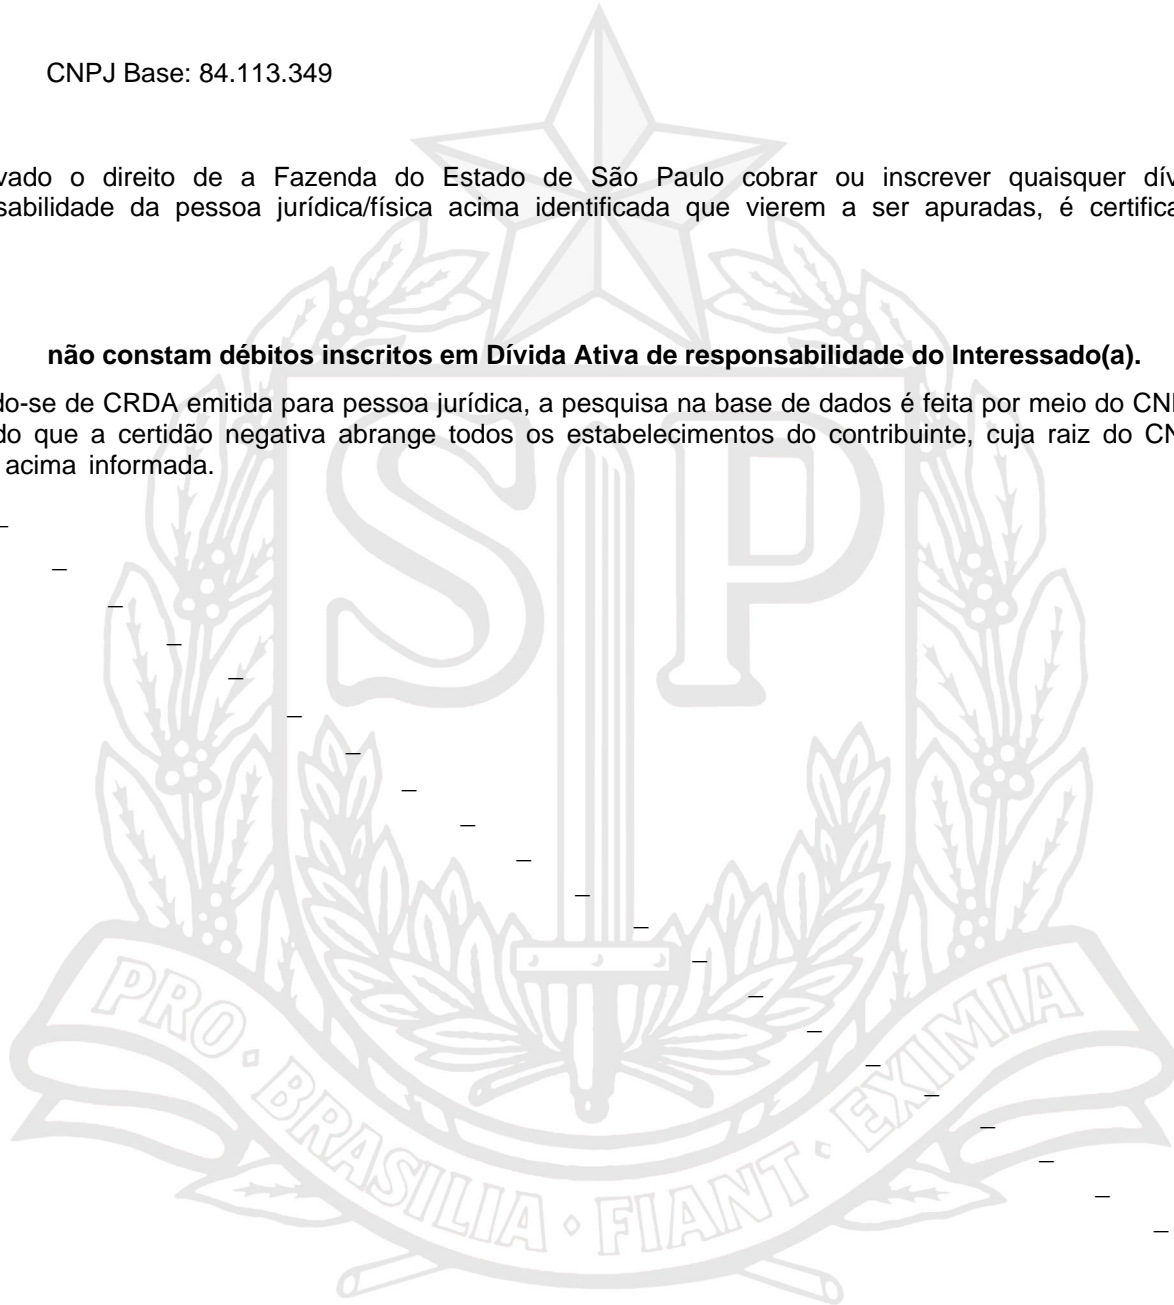 CNPJ Base: 84.113.349
vado o direito de a Fazenda do Estado de São Paulo cobrar ou inscrever quaisquer dív
sabilidade da pessoa jurídica/física acima identificada que vierem a ser apuradas, é certifica
não constam débitos inscritos em Dívida Ativa de responsabilidade do Interessado(a).
do-se de CRDA emitida para pessoa jurídica, a pesquisa na base de dados é feita por meio do CN
do que a certidão negativa abrange todos os estabelecimentos do contribuinte, cuja raiz do CN
acima informada.
SP
PRO · BRASILIA · FIANT · EXIMIA